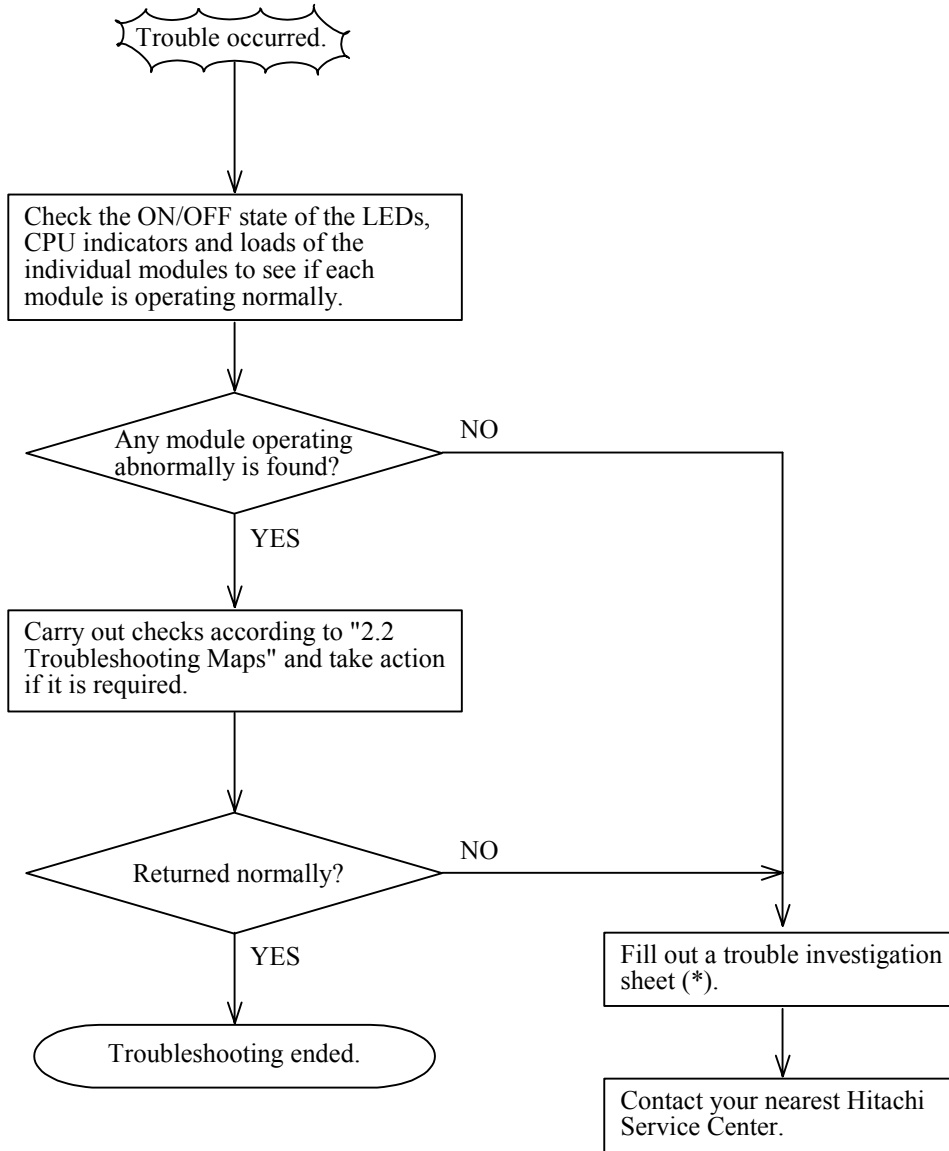 Trouble occurred.
Check the ON/OFF state of the LEDs,
CPU indicators and loads of the
individual modules to see if each
module is operating normally.
Any module operating
abnormally is found?
NO
YES
Carry out checks according to "2.2
Troubleshooting Maps" and take action
if it is required.
Returned normally?
NO
YES
Troubleshooting ended.
Fill out a trouble investigation
sheet (*).
Contact your nearest Hitachi
Service Center.